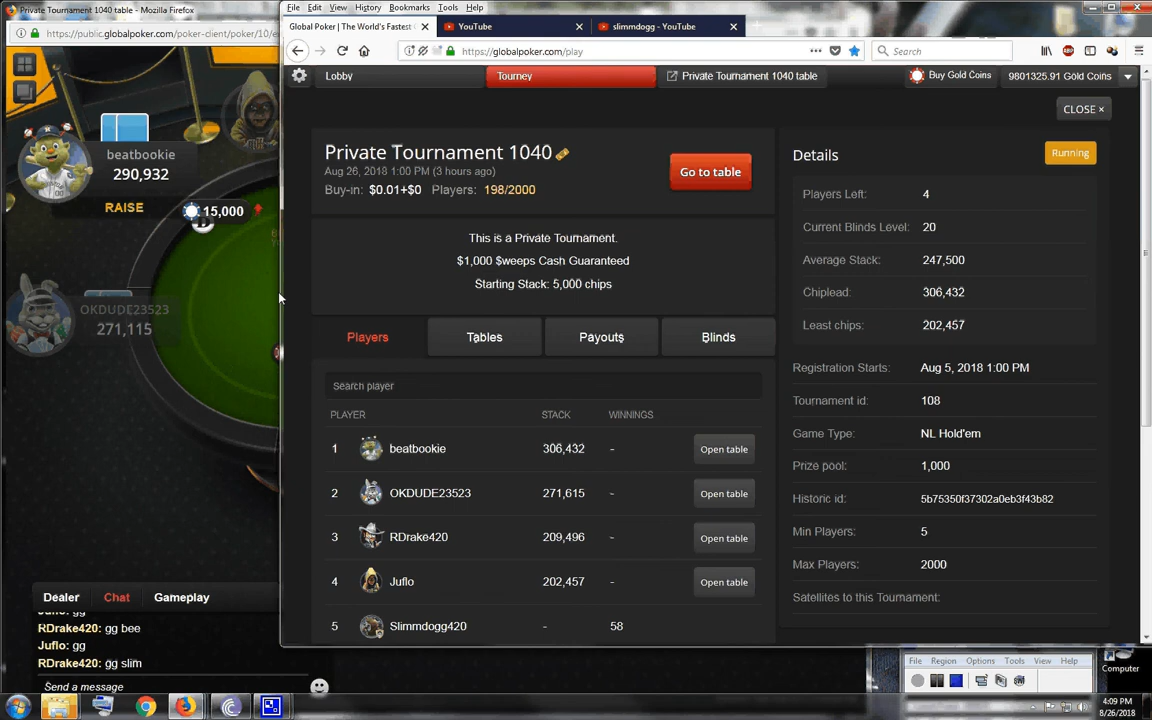 Private Tournament 1040 table - Mozilla Firefox
https://public.globalpoker.com/poker-client/poker/10/
beatbookie
290,932
RAISE
15,000
OKDUDE23523
271,115
Dealer Chat Gameplay
Juflo: gg
RDrake420: gg bee
Juflo: gg
RDrake420: gg slim
Send a message
File Edit View History Bookmarks Tools Help
Global Poker | The World's Fastest
YouTube
slimmdogg - YouTube
https://globalpoker.com/play
Search
Lobby Tourney Private Tournament 1040 table Buy Gold Coins 9801325.91 Gold Coins
CLOSE ×
Private Tournament 1040
Aug 26, 2018 1:00 PM (3 hours ago)
Buy-in: $0.01+$0 Players: 198/2000
Go to table
This is a Private Tournament.
$1,000 $weeps Cash Guaranteed
Starting Stack: 5,000 chips
Players Tables Payouts Blinds
Search player
PLAYER STACK WINNINGS
1 beatbookie 306,432 - Open table
2 OKDUDE23523 271,615 - Open table
3 RDrake420 209,496 - Open table
4 Juflo 202,457 - Open table
5 Slimmdogg420 - 58
Details Running
Players Left: 4
Current Blinds Level: 20
Average Stack: 247,500
Chiplead: 306,432
Least chips: 202,457
Registration Starts: Aug 5, 2018 1:00 PM
Tournament id: 108
Game Type: NL Hold'em
Prize pool: 1,000
Historic id: 5b75350f37302a0eb3f43b82
Min Players: 5
Max Players: 2000
Satellites to this Tournament:
File Region Options Tools View Help
Computer
4:09 PM
8/26/2018